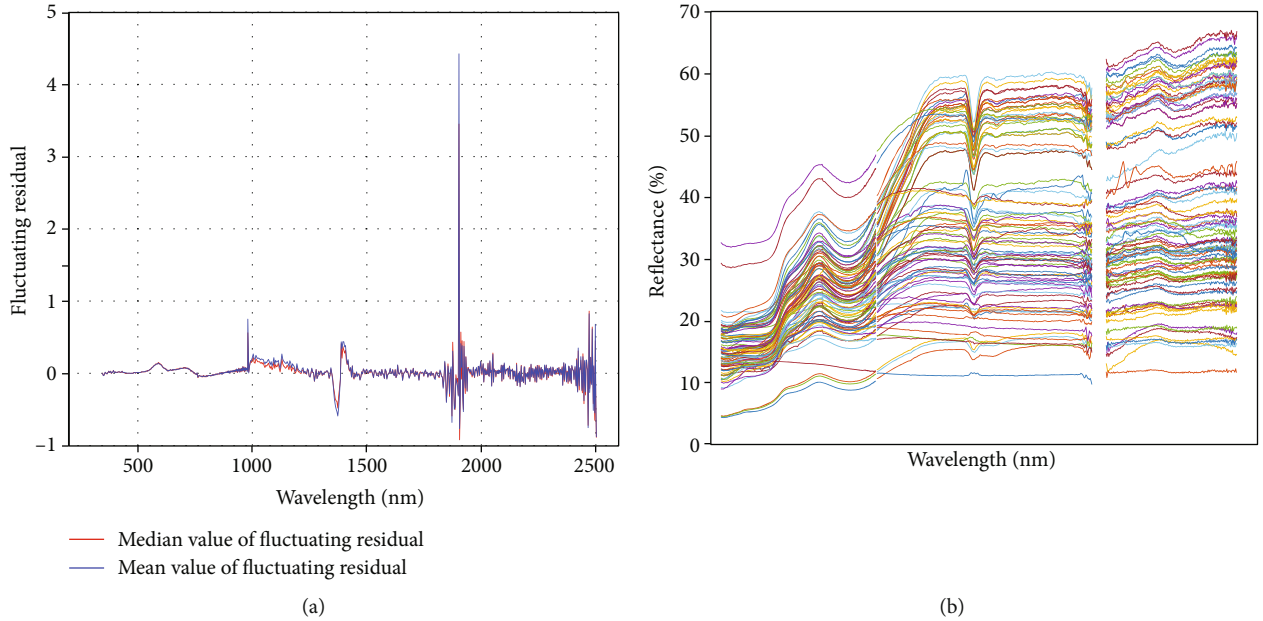 5
4
3
2
1
0
−1
500
1000
1500
2000
2500
Fluctuating residual
Wavelength (nm)
Median value of fluctuating residual
Mean value of fluctuating residual
(a)
70
60
50
40
30
20
10
0
Reflectance (%)
Wavelength (nm)
(b)